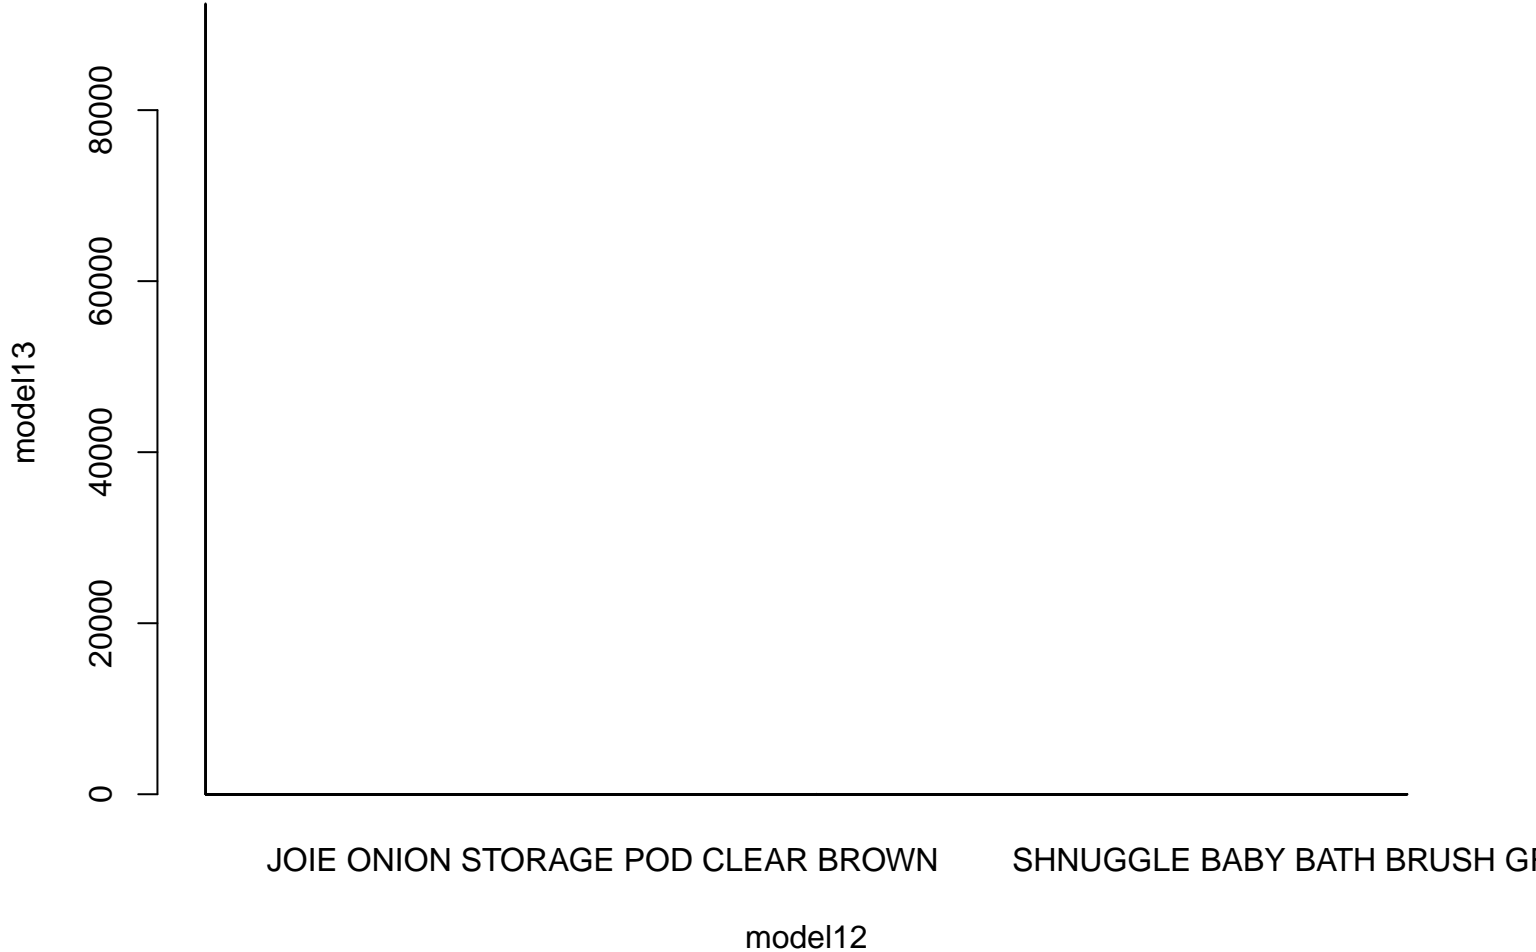 80000
60000
40000
20000
0
model13
JOIE ONION STORAGE POD CLEAR BROWN
SHNUGGLE BABY BATH BRUSH
model12